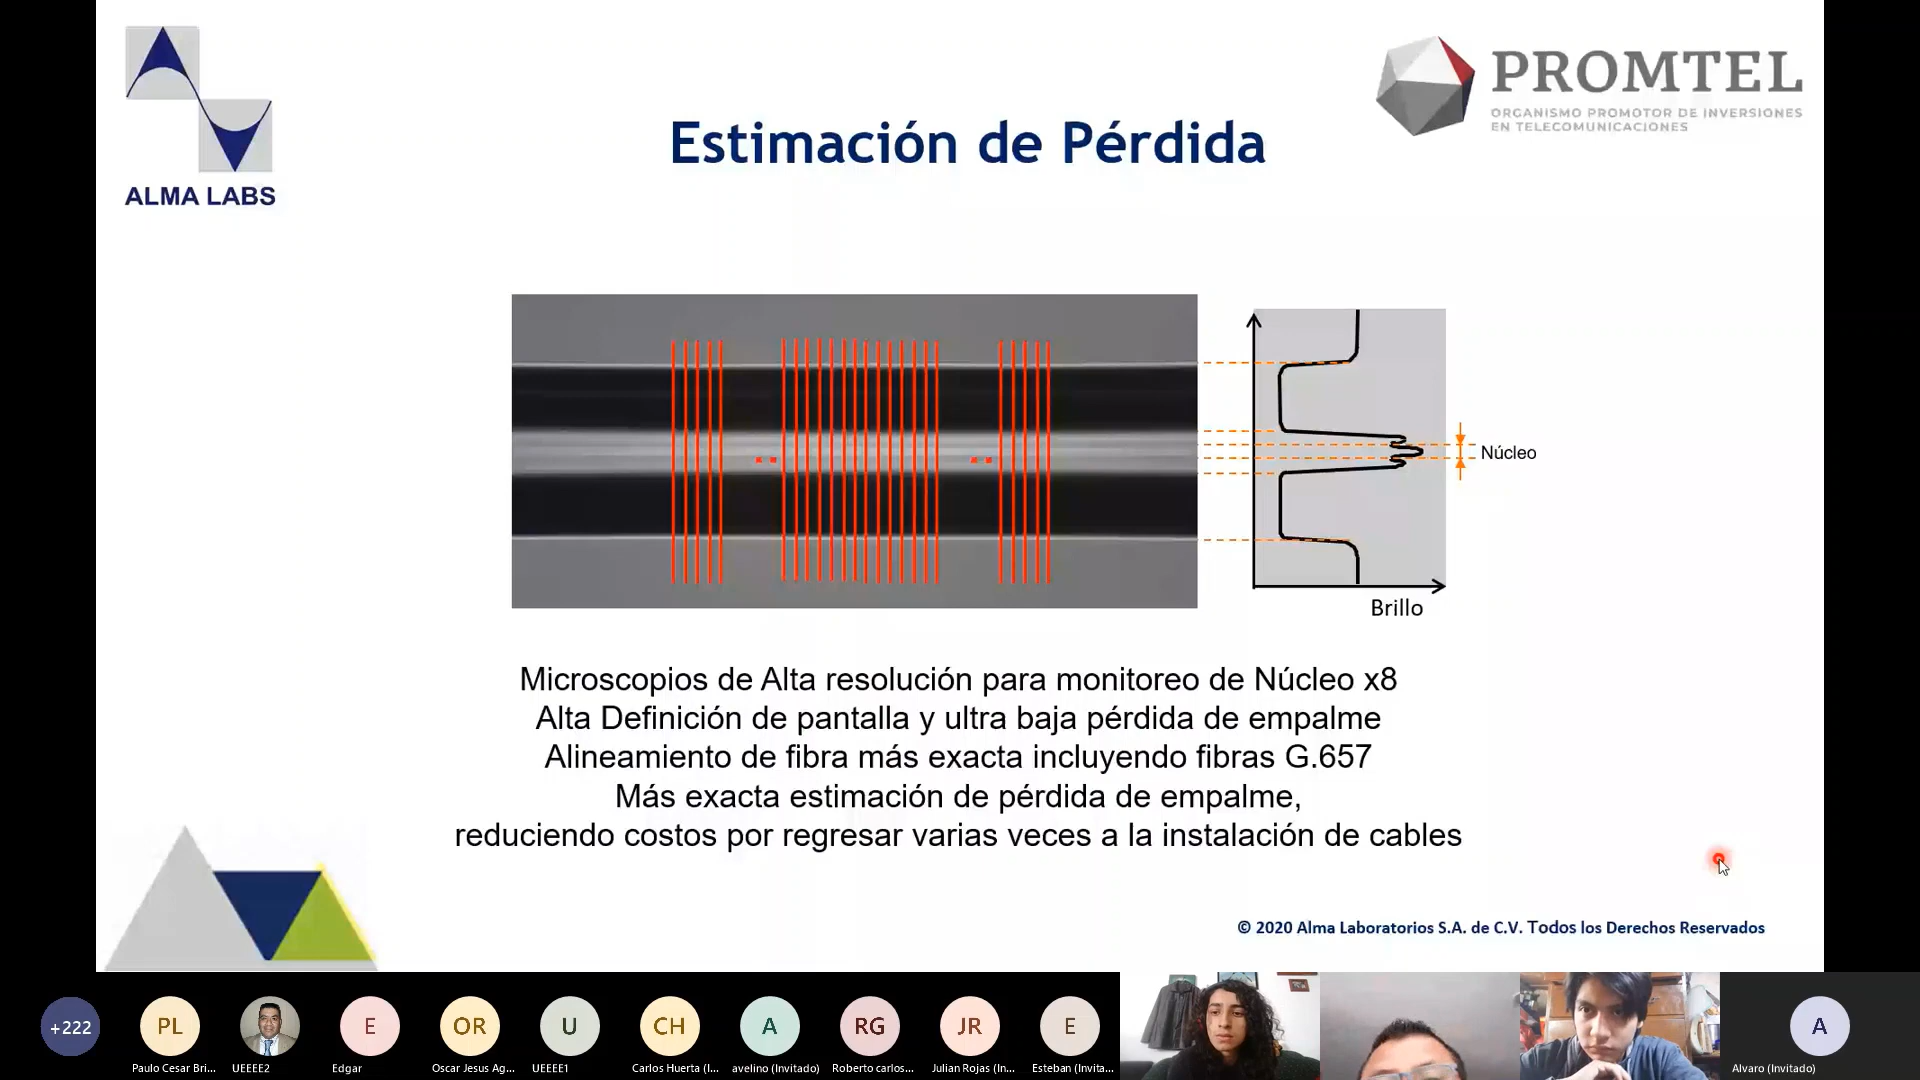 PROMTEL
ORGANISMO PROMOTOR DE INVERSIONES
EN TELECOMUNICACIONES
ALMA LABS
Estimación de Pérdida
Núcleo
Brillo
Microscopios de Alta resolución para monitoreo de Núcleo x8
Alta Definición de pantalla y ultra baja pérdida de empalme
Alineamiento de fibra más exacta incluyendo fibras G.657
Más exacta estimación de pérdida de empalme,
reduciendo costos por regresar varias veces a la instalación de cables
© 2020 Alma Laboratorios S.A. de C.V. Todos los Derechos Reservados
+222
PL
E
OR
U
CH
A
RG
JR
E
A
Paulo Cesar Bri...
UEEEE2
Edgar
Oscar Jesus Ag...
UEEEE1
Carlos Huerta (I...
avelino (Invitado)
Roberto carlos...
Julian Rojas (In...
Esteban (Invita...
Alvaro (Invitado)